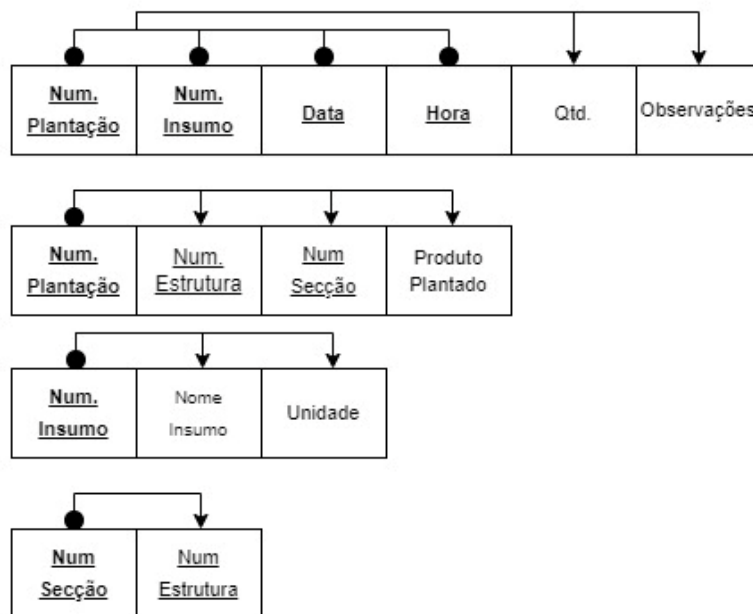 Num. Plantação
Num. Insumo
Data
Hora
Qtd.
Observações
Num. Plantação
Num. Estrutura
Num Secção
Produto Plantado
Num. Insumo
Nome Insumo
Unidade
Num Secção
Num Estrutura